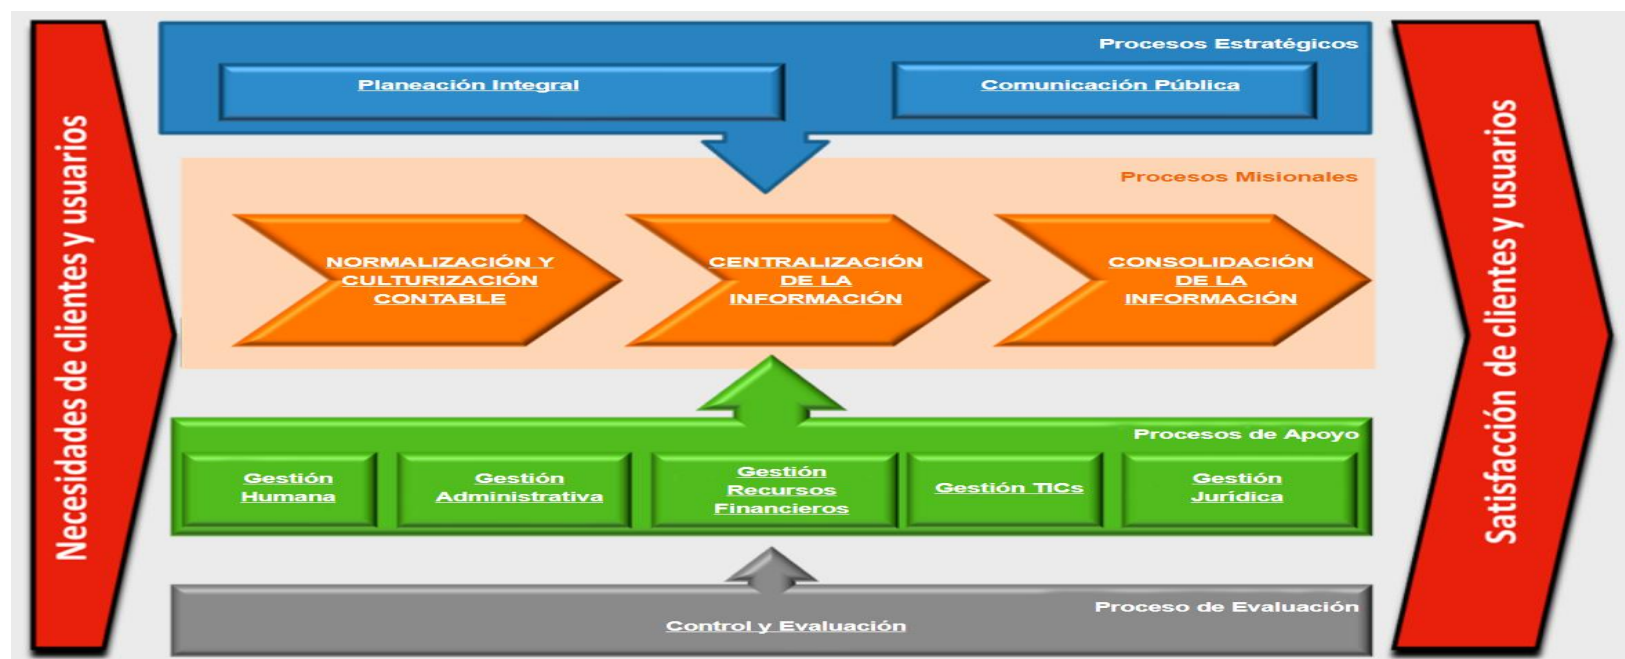 Necesidades de clientes y usuarios
Procesos Estratégicos
Planeación Integral
Comunicación Pública
Procesos Misionales
NORMALIZACIÓN Y
CULTURIZACIÓN
CONTABLE
CENTRALIZACIÓN
DE LA
INFORMACIÓN
CONSOLIDACIÓN
DE LA
INFORMACIÓN
Procesos de Apoyo
Gestión
Humana
Gestión
Administrativa
Gestión
Recursos
Financieros
Gestión TICs
Gestión
Jurídica
Proceso de Evaluación
Control y Evaluación
Satisfacción de clientes y usuarios